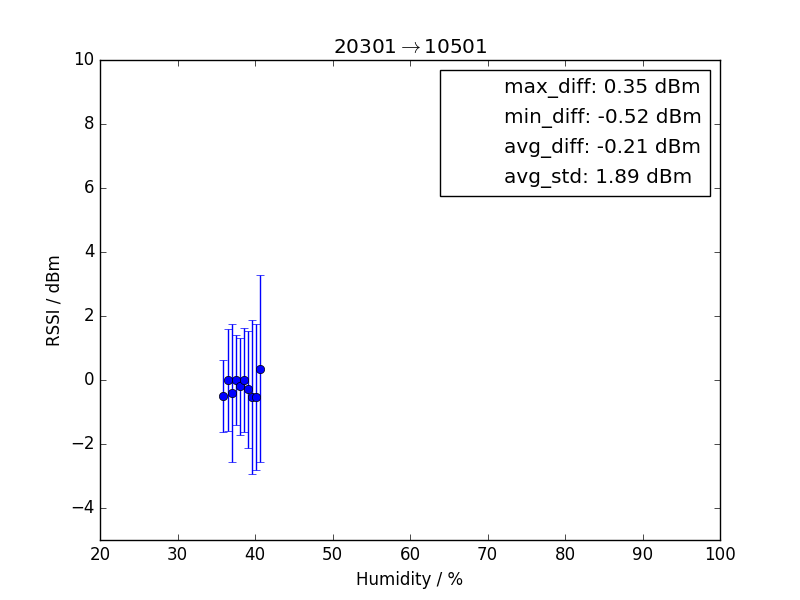 20301→10501
max_diff: 0.35 dBm
min_diff: -0.52 dBm
avg_diff: -0.21 dBm
avg_std: 1.89 dBm
10
8
6
4
2
0
−2
−4
RSSI / dBm
20 30 40 50 60 70 80 90 100
Humidity / %